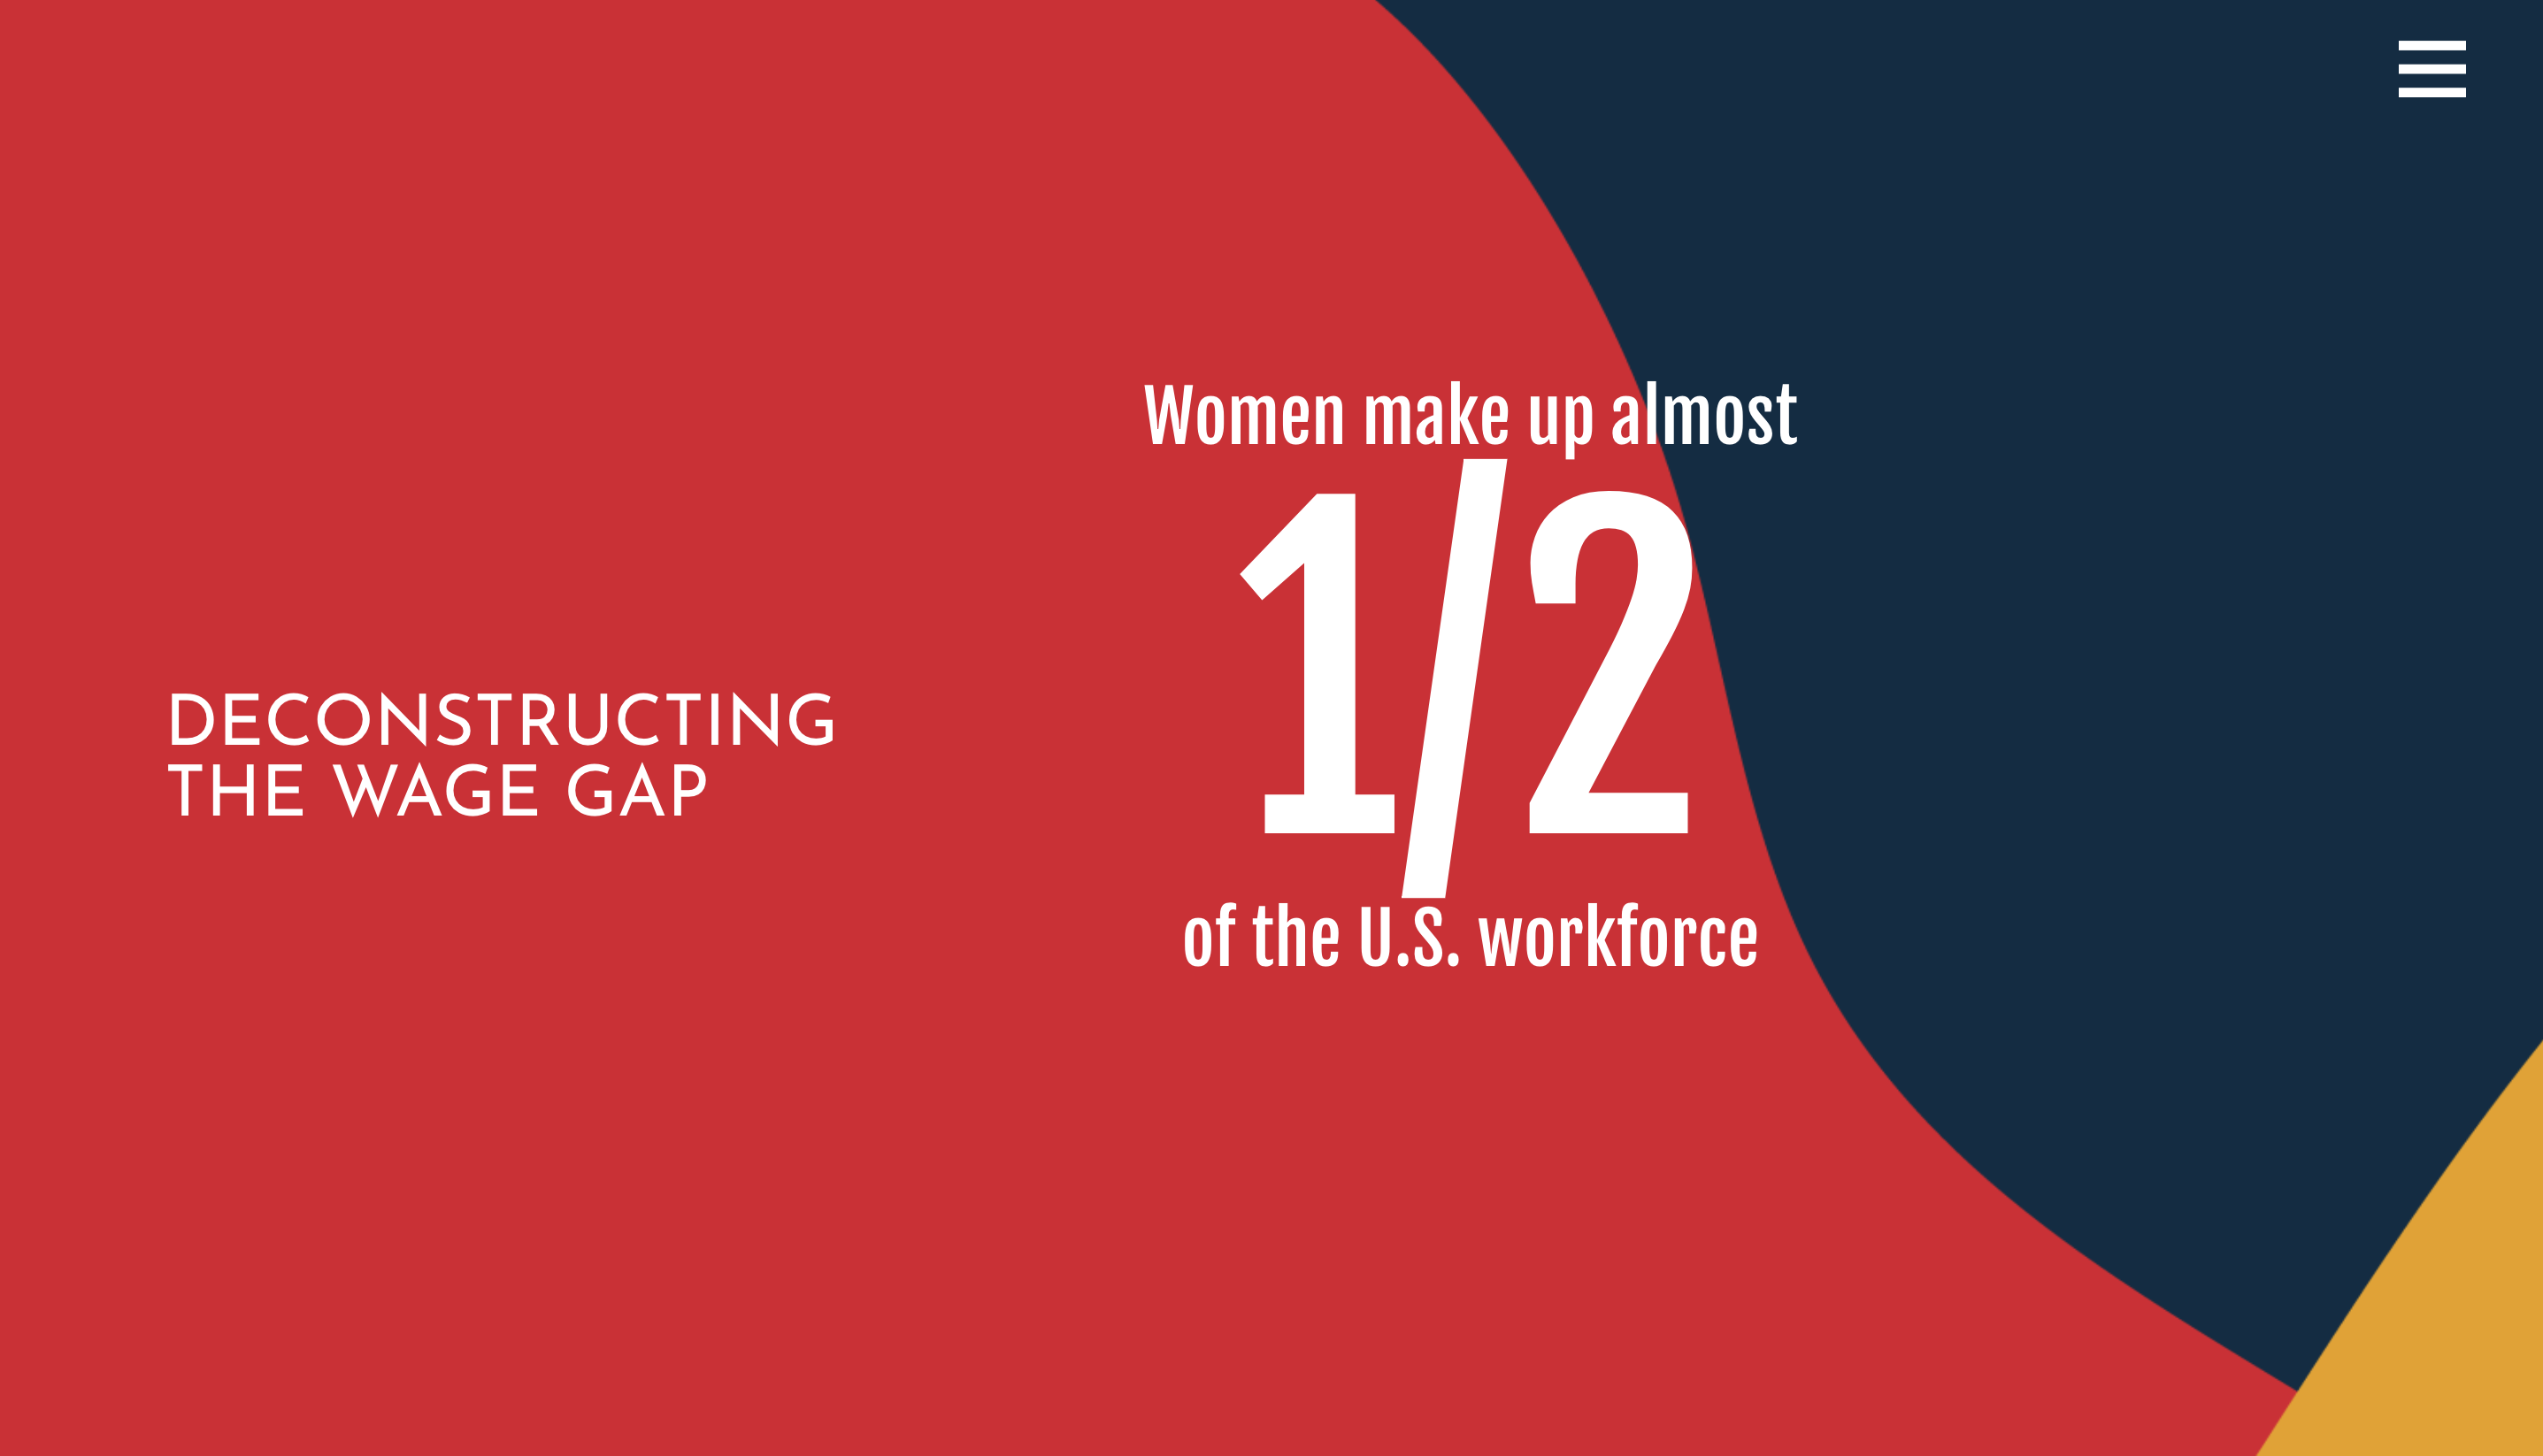 DECONSTRUCTING
THE WAGE GAP
Women make up almost
1/2
of the U.S. workforce